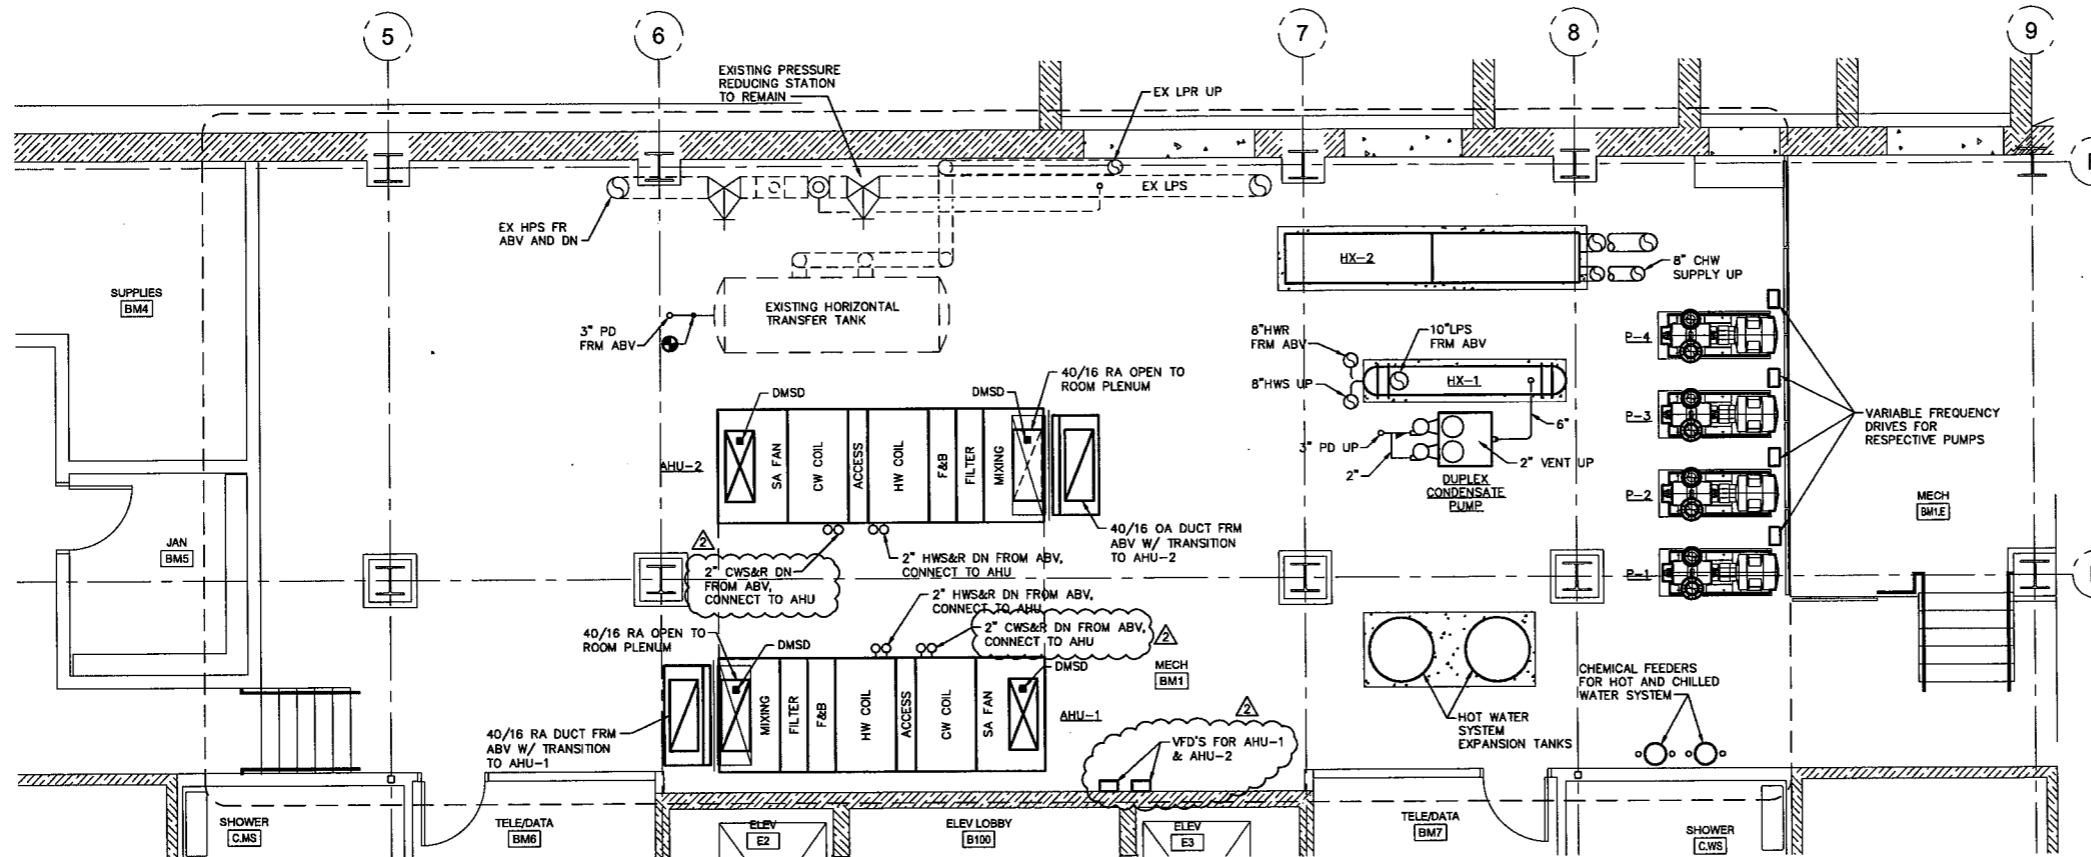 5
6
7
8
9
EXISTING PRESSURE
REDUCING STATION
TO REMAIN
EX LPR UP
EX LPS
EX HPS FR
ABV AND DN
SUPPLIES
BM4
3" PD
FRM ABV
EXISTING HORIZONTAL
TRANSFER TANK
HX-2
8" CHW
SUPPLY UP
8"HWR
FRM ABV
10"LPS
FRM ABV
HX-1
8"HWS UP
6"
3" PD UP
2"
2" VENT UP
DUPLEX
CONDENSATE
PUMP
P-4
P-3
P-2
P-1
VARIABLE FREQUENCY
DRIVES FOR
RESPECTIVE PUMPS
MECH
BM1.E
DMSD
DMSD
40/16 RA OPEN TO
ROOM PLENUM
AHU-2
SA FAN
CW COIL
ACCESS
HW COIL
F&B
FILTER
MIXING
40/16 OA DUCT FRM
ABV W/ TRANSITION
TO AHU-2
JAN
BM5
2
2" CWS&R DN
FROM ABV,
CONNECT TO AHU
2" HWS&R DN FROM ABV,
CONNECT TO AHU
2" HWS&R DN FROM ABV,
CONNECT TO AHU
2" CWS&R DN FROM ABV,
CONNECT TO AHU
2
40/16 RA OPEN TO
ROOM PLENUM
DMSD
DMSD
MECH
BM1
MIXING
FILTER
F&B
HW COIL
ACCESS
CW COIL
SA FAN
AHU-1
40/16 RA DUCT FRM
ABV W/ TRANSITION
TO AHU-1
2
VFD'S FOR AHU-1
& AHU-2
HOT WATER
SYSTEM
EXPANSION TANKS
CHEMICAL FEEDERS
FOR HOT AND CHILLED
WATER SYSTEM
SHOWER
C.MS
TELE/DATA
BM6
ELEV
E2
ELEV LOBBY
B100
ELEV
E3
TELE/DATA
BM7
SHOWER
C.WS